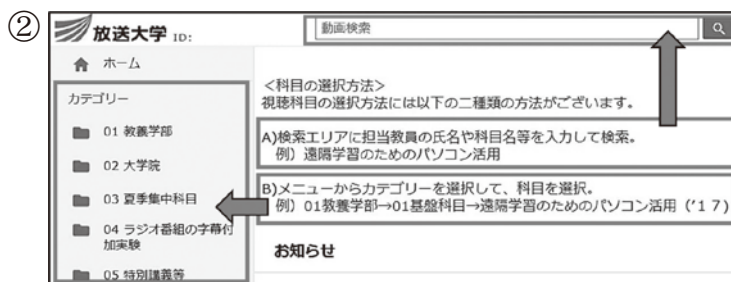 ②
放送大学 ID:
動画検索
ホーム
カテゴリー
01 教養学部
02 大学院
03 夏季集中科目
04 ラジオ番組の字幕付
加実験
05 特別講義等
<科目の選択方法>
視聴科目の選択方法には以下の二種類の方法がございます。
A)検索エリアに担当教員の氏名や科目名等を入力して検索。
例）遠隔学習のためのパソコン活用
B)メニューからカテゴリーを選択して、科目を選択。
例）01教養学部→01基盤科目→遠隔学習のためのパソコン活用（'17）
お知らせ